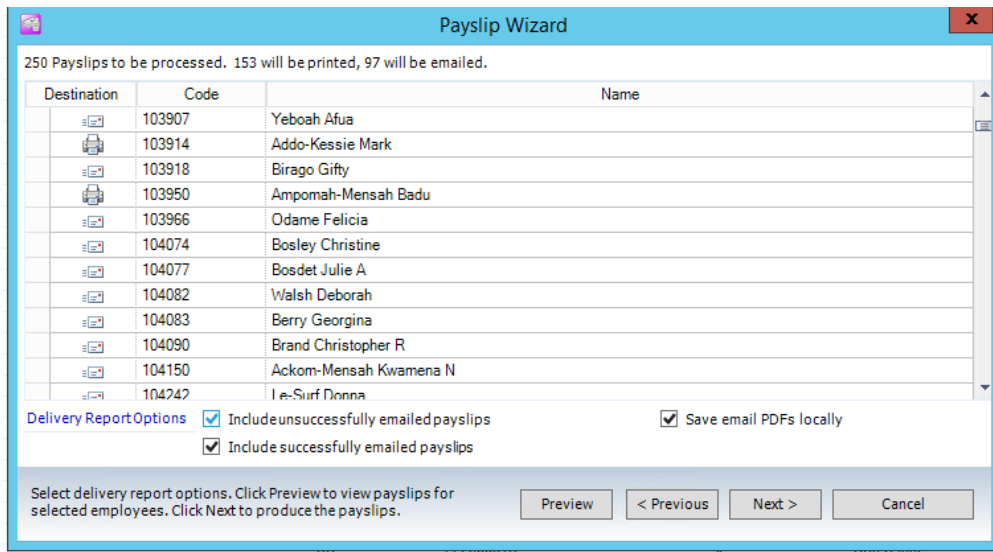 Payslip Wizard
x
250 Payslips to be processed. 153 will be printed, 97 will be emailed.
Destination Code Name
103907 Yeboah Afua
103914 Addo-Kessie Mark
103918 Birago Gifty
103950 Ampomah-Mensah Badu
103966 Odame Felicia
104074 Bosley Christine
104077 Bosdet Julie A
104082 Walsh Deborah
104083 Berry Georgina
104090 Brand Christopher R
104150 Ackom-Mensah Kwamena N
104242 Le-Surf Donna
Delivery Report Options Include unsuccessfully emailed payslips Save email PDFs locally
Include successfully emailed payslips
Select delivery report options. Click Preview to view payslips for
selected employees. Click Next to produce the payslips.
Preview < Previous Next > Cancel